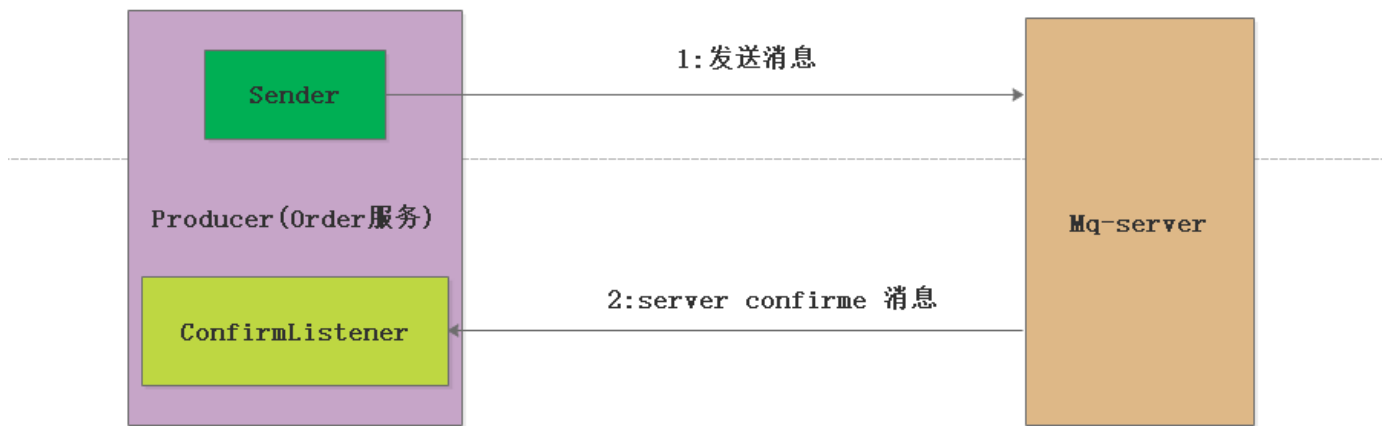 1:发送消息
Sender
Producer(Order服务)
Mq-server
2:server confirme 消息
ConfirmListener